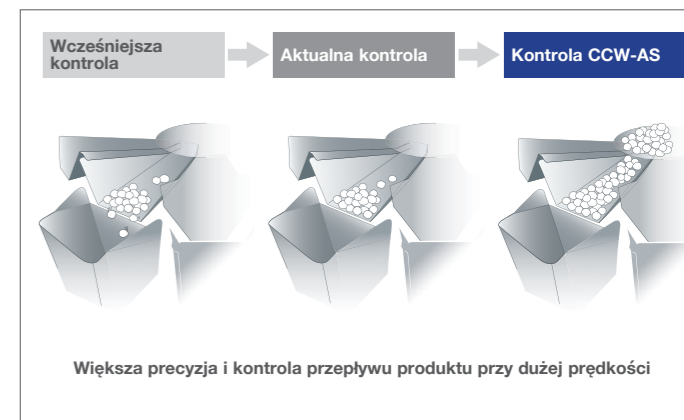 Wcześniejsza
kontrola
Aktualna kontrola
Kontrola CCW-AS
Większa precyzja i kontrola przepływu produktu przy dużej prędkości